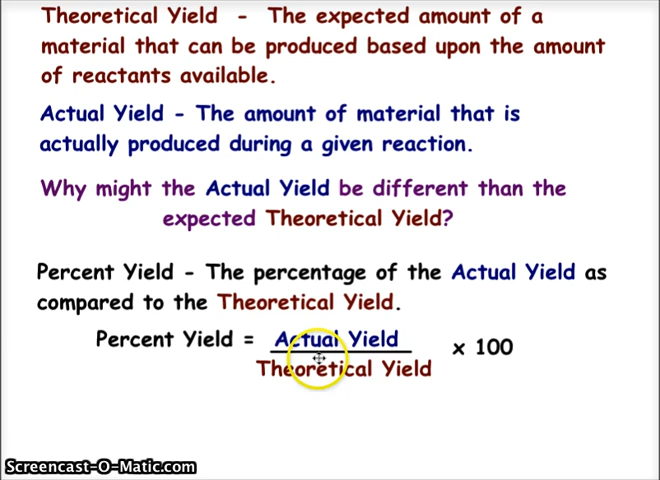 Theoretical Yield - The expected amount of a
material that can be produced based upon the amount
of reactants available.
Actual Yield - The amount of material that is
actually produced during a given reaction.
Why might the Actual Yield be different than the
expected Theoretical Yield?
Percent Yield - The percentage of the Actual Yield as
compared to the Theoretical Yield.
Percent Yield = Actual Yield x 100
Theoretical Yield
Screencast-O-Matic.com